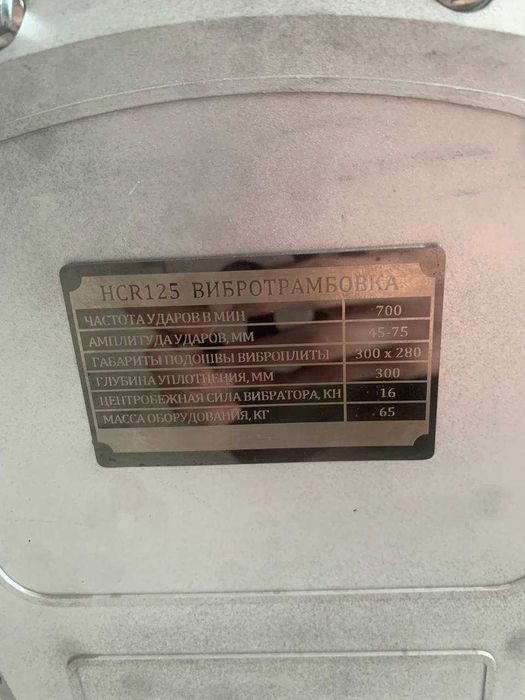 HCR125 ВИБРОТРАМБОВКА
ЧАСТОТА УДАРОВ В МИН 700
АМПЛИТУДА УДАРОВ, ММ 45-75
ГАБАРИТЫ ПОДОШВЫ ВИБРОПЛИТЫ 300 x 280
ГЛУБИНА УПЛОТНЕНИЯ, ММ 300
ЦЕНТРОБЕЖНАЯ СИЛА ВИБРАТОРА, КН 16
МАССА ОБОРУДОВАНИЯ, КГ 65